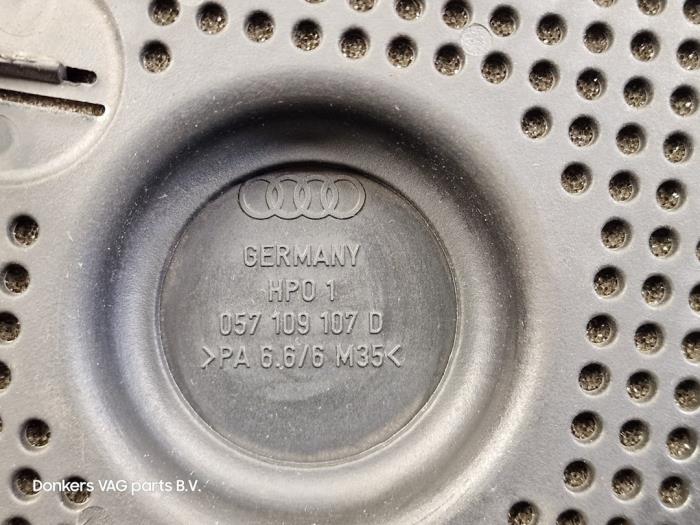 GERMANY
HPO 1
057 109 107 D
>PA 6.6/6 M35<
Donkers VAG parts B.V.